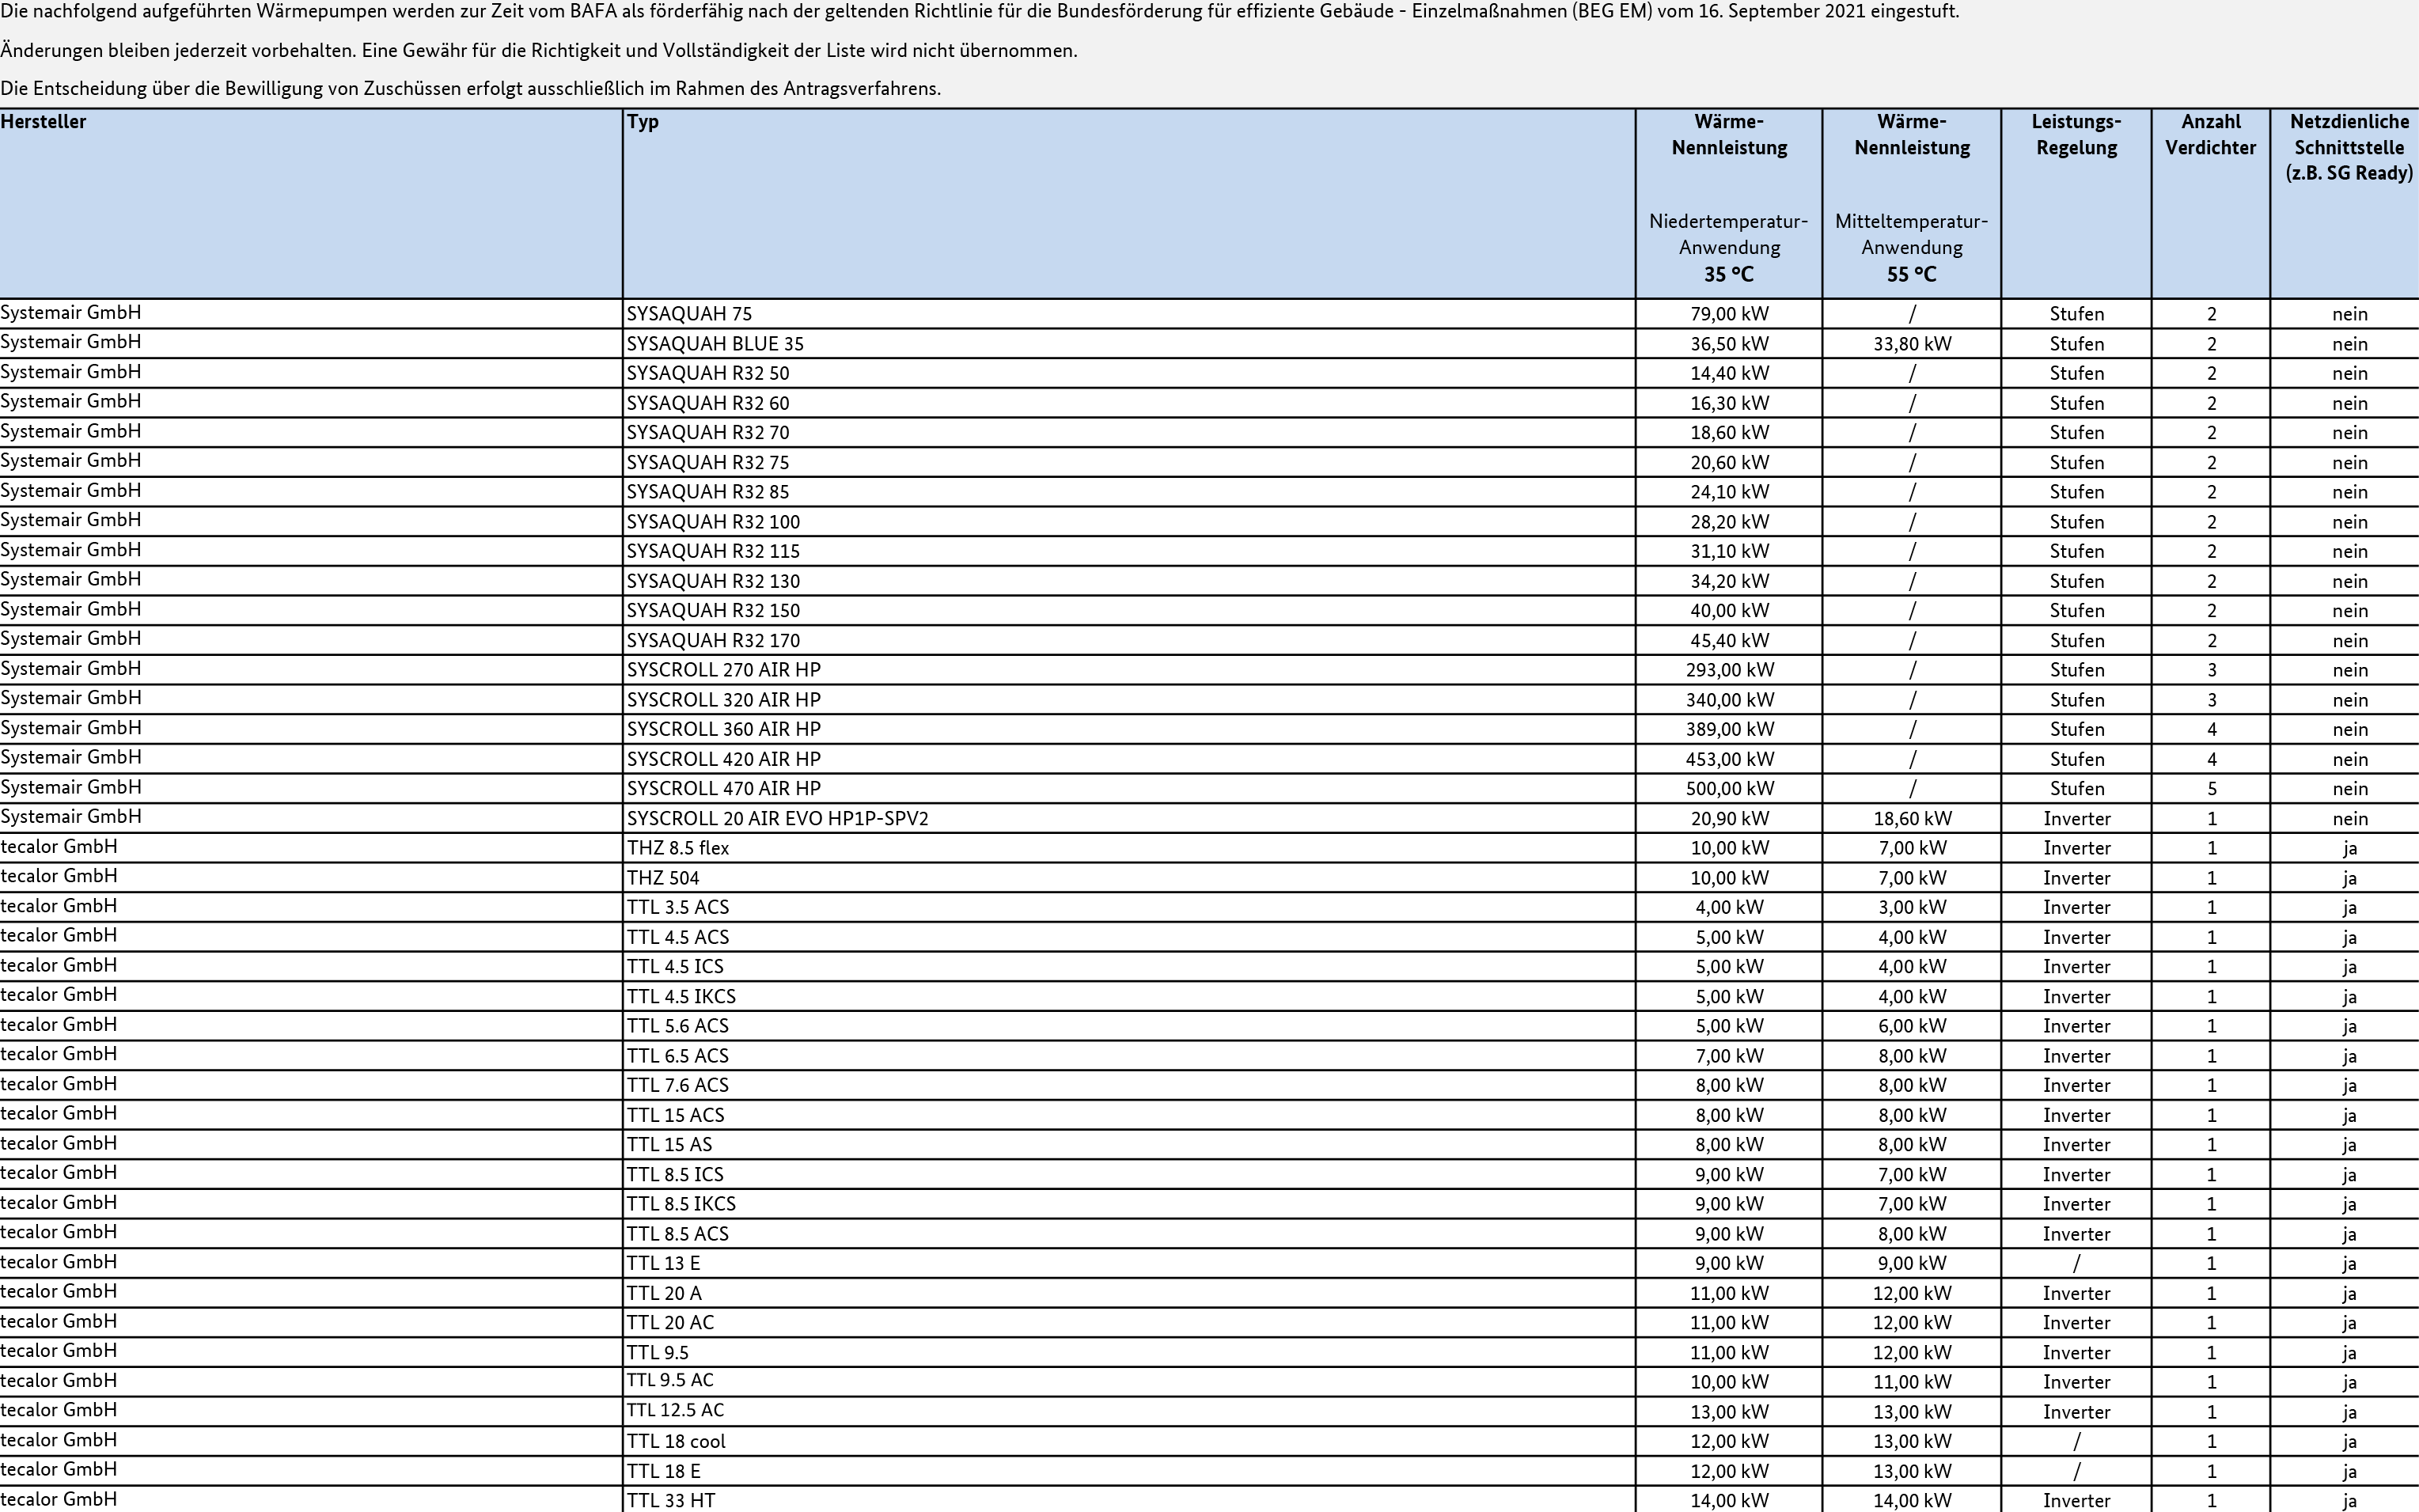 Die nachfolgend aufgeführten Wärmepumpen werden zur Zeit vom BAFA als förderfähig nach der geltenden Richtlinie für die Bundesförderung für effiziente Gebäude - Einzelmaßnahmen (BEG EM) vom 16. September 2021 eingestuft.
Änderungen bleiben jederzeit vorbehalten. Eine Gewähr für die Richtigkeit und Vollständigkeit der Liste wird nicht übernommen.
Die Entscheidung über die Bewilligung von Zuschüssen erfolgt ausschließlich im Rahmen des Antragsverfahrens.
Hersteller Typ Wärme- Wärme- Leistungs- Anzahl Netzdienliche
Nennleistung Nennleistung Regelung Verdichter Schnittstelle
(z.B. SG Ready)
Niedertemperatur- Mitteltemperatur-
Anwendung Anwendung
35 °C 55 °C
Systemair GmbH SYSAQUAH 75 79,00 kW / Stufen 2 nein
Systemair GmbH SYSAQUAH BLUE 35 36,50 kW 33,80 kW Stufen 2 nein
Systemair GmbH SYSAQUAH R32 50 14,40 kW / Stufen 2 nein
Systemair GmbH SYSAQUAH R32 60 16,30 kW / Stufen 2 nein
Systemair GmbH SYSAQUAH R32 70 18,60 kW / Stufen 2 nein
Systemair GmbH SYSAQUAH R32 75 20,60 kW / Stufen 2 nein
Systemair GmbH SYSAQUAH R32 85 24,10 kW / Stufen 2 nein
Systemair GmbH SYSAQUAH R32 100 28,20 kW / Stufen 2 nein
Systemair GmbH SYSAQUAH R32 115 31,10 kW / Stufen 2 nein
Systemair GmbH SYSAQUAH R32 130 34,20 kW / Stufen 2 nein
Systemair GmbH SYSAQUAH R32 150 40,00 kW / Stufen 2 nein
Systemair GmbH SYSAQUAH R32 170 45,40 kW / Stufen 2 nein
Systemair GmbH SYSCROLL 270 AIR HP 293,00 kW / Stufen 3 nein
Systemair GmbH SYSCROLL 320 AIR HP 340,00 kW / Stufen 3 nein
Systemair GmbH SYSCROLL 360 AIR HP 389,00 kW / Stufen 4 nein
Systemair GmbH SYSCROLL 420 AIR HP 453,00 kW / Stufen 4 nein
Systemair GmbH SYSCROLL 470 AIR HP 500,00 kW / Stufen 5 nein
Systemair GmbH SYSCROLL 20 AIR EVO HP1P-SPV2 20,90 kW 18,60 kW Inverter 1 nein
tecalor GmbH THZ 8.5 flex 10,00 kW 7,00 kW Inverter 1 ja
tecalor GmbH THZ 504 10,00 kW 7,00 kW Inverter 1 ja
tecalor GmbH TTL 3.5 ACS 4,00 kW 3,00 kW Inverter 1 ja
tecalor GmbH TTL 4.5 ACS 5,00 kW 4,00 kW Inverter 1 ja
tecalor GmbH TTL 4.5 ICS 5,00 kW 4,00 kW Inverter 1 ja
tecalor GmbH TTL 4.5 IKCS 5,00 kW 4,00 kW Inverter 1 ja
tecalor GmbH TTL 5.6 ACS 5,00 kW 6,00 kW Inverter 1 ja
tecalor GmbH TTL 6.5 ACS 7,00 kW 8,00 kW Inverter 1 ja
tecalor GmbH TTL 7.6 ACS 8,00 kW 8,00 kW Inverter 1 ja
tecalor GmbH TTL 15 ACS 8,00 kW 8,00 kW Inverter 1 ja
tecalor GmbH TTL 15 AS 8,00 kW 8,00 kW Inverter 1 ja
tecalor GmbH TTL 8.5 ICS 9,00 kW 7,00 kW Inverter 1 ja
tecalor GmbH TTL 8.5 IKCS 9,00 kW 7,00 kW Inverter 1 ja
tecalor GmbH TTL 8.5 ACS 9,00 kW 8,00 kW Inverter 1 ja
tecalor GmbH TTL 13 E 9,00 kW 9,00 kW / 1 ja
tecalor GmbH TTL 20 A 11,00 kW 12,00 kW Inverter 1 ja
tecalor GmbH TTL 20 AC 11,00 kW 12,00 kW Inverter 1 ja
tecalor GmbH TTL 9.5 11,00 kW 12,00 kW Inverter 1 ja
tecalor GmbH TTL 9.5 AC 10,00 kW 11,00 kW Inverter 1 ja
tecalor GmbH TTL 12.5 AC 13,00 kW 13,00 kW Inverter 1 ja
tecalor GmbH TTL 18 cool 12,00 kW 13,00 kW / 1 ja
tecalor GmbH TTL 18 E 12,00 kW 13,00 kW / 1 ja
tecalor GmbH TTL 33 HT 14,00 kW 14,00 kW Inverter 1 ja